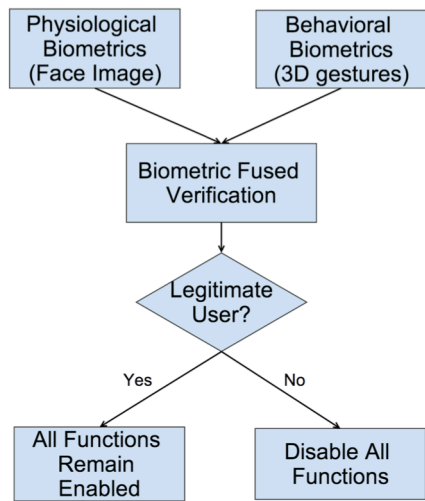 Physiological
Biometrics
(Face Image)
Behavioral
Biometrics
(3D gestures)
Biometric Fused
Verification
Legitimate
User?
Yes
No
All Functions
Remain
Enabled
Disable All
Functions